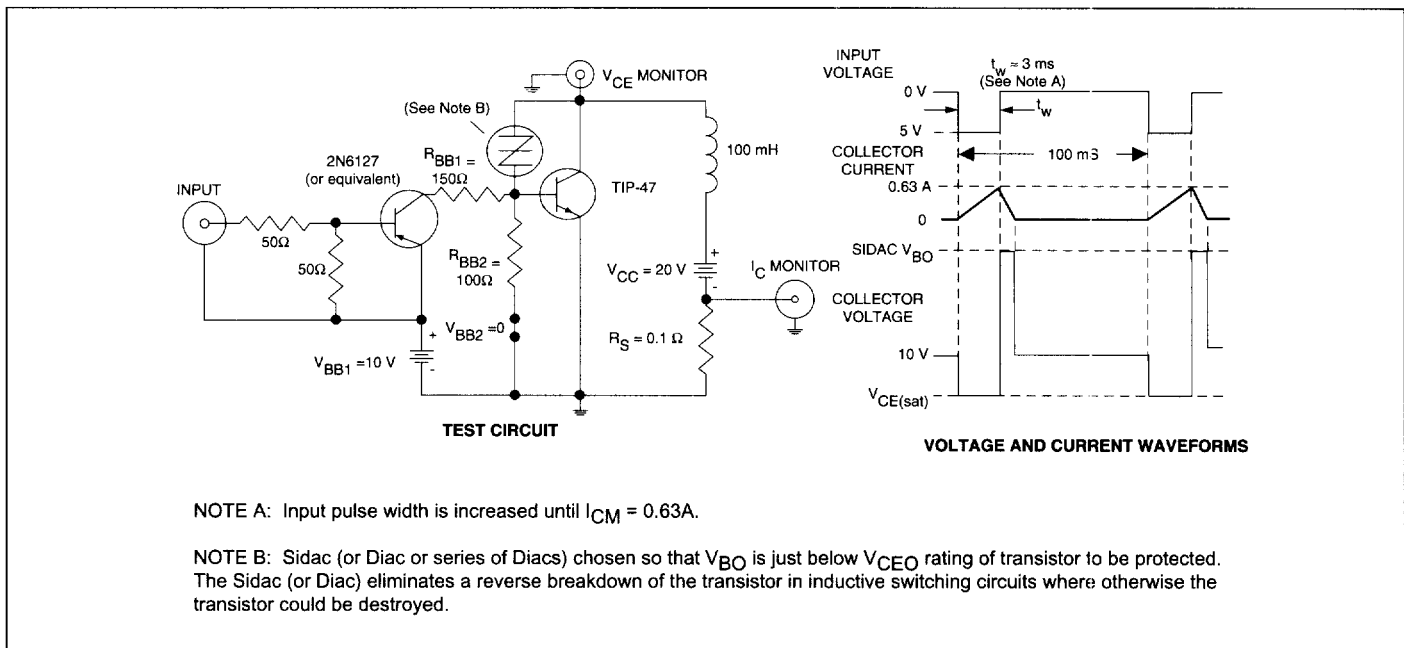 V_CE MONITOR
(See Note B)
2N6127
(or equivalent)
R_BB1 =
150Ω
INPUT
50Ω
50Ω
TIP-47
100 mH
R_BB2 =
100Ω
V_CC = 20 V
+
-
I_C MONITOR
V_BB2 =0
V_BB1 =10 V
+
-
R_S = 0.1 Ω
TEST CIRCUIT
INPUT
VOLTAGE
t_w ≈ 3 ms
(See Note A)
0 V
t_w
5 V
COLLECTOR
CURRENT
100 mS
0.63 A
0
SIDAC V_BO
COLLECTOR
VOLTAGE
10 V
V_CE(sat)
VOLTAGE AND CURRENT WAVEFORMS
NOTE A: Input pulse width is increased until I_CM = 0.63A.
NOTE B: Sidac (or Diac or series of Diacs) chosen so that V_BO is just below V_CEO rating of transistor to be protected.
The Sidac (or Diac) eliminates a reverse breakdown of the transistor in inductive switching circuits where otherwise the
transistor could be destroyed.